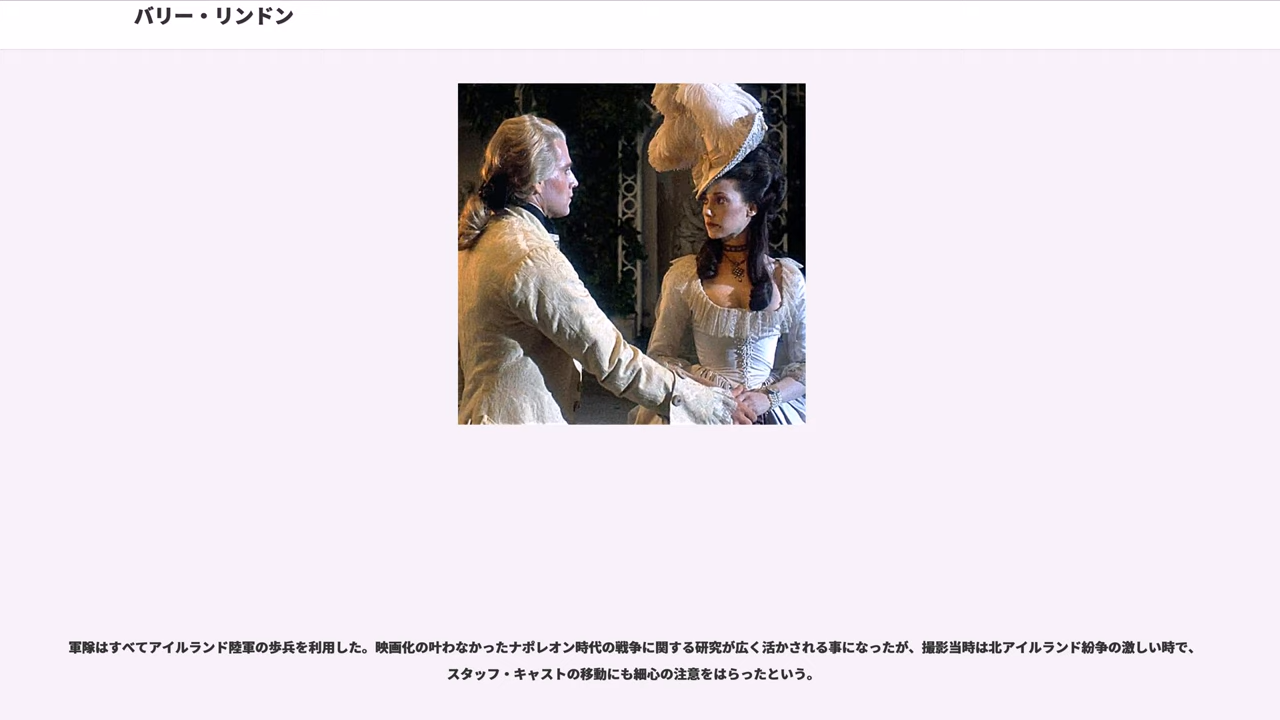 バリー・リンドン
軍隊はすべてアイルランド陸軍の歩兵を利用した。映画化の叶わなかったナポレオン時代の戦争に関する研究が広く活かされる事になったが、撮影当時は北アイルランド紛争の激しい時で、
スタッフ・キャストの移動にも細心の注意をはらったという。